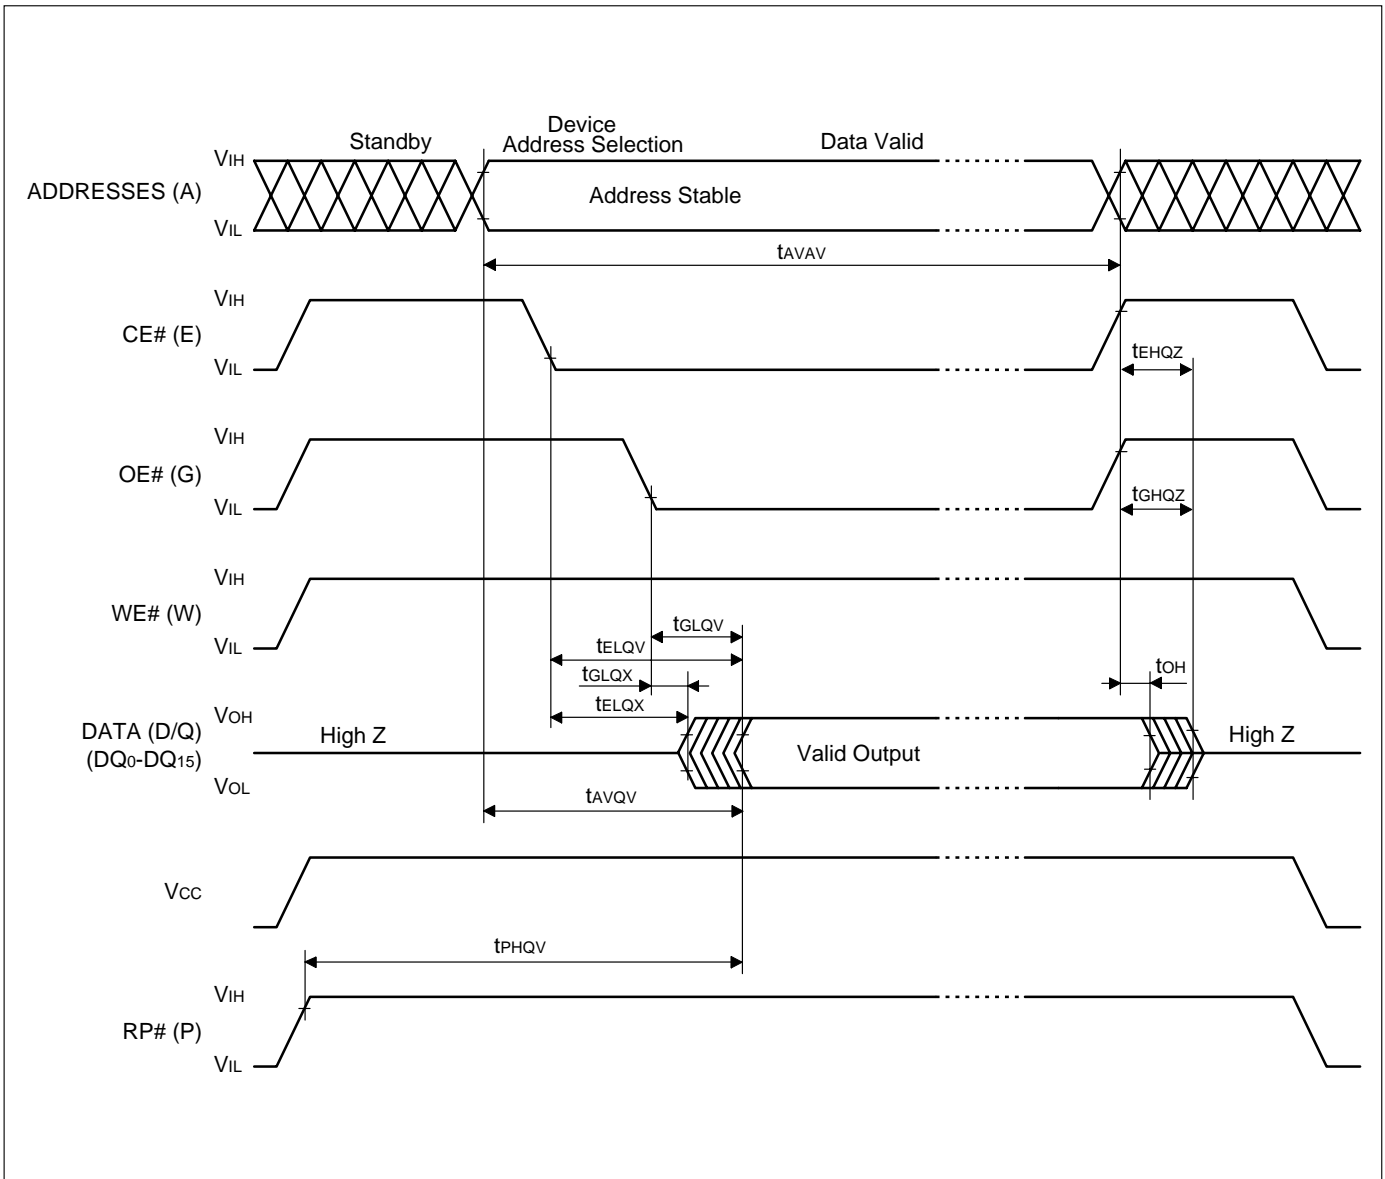 Standby
Device
Address Selection
Data Valid
VIH
ADDRESSES (A)
Address Stable
VIL
tAVAV
VIH
CE# (E)
tEHQZ
VIL
VIH
OE# (G)
tGHQZ
VIL
VIH
WE# (W)
tGLQV
VIL
tELQV
tGLQX
tOH
tELQX
VOH
DATA (D/Q)
High Z
Valid Output
High Z
(DQ0-DQ15)
VOL
tAVQV
VCC
tPHQV
VIH
RP# (P)
VIL